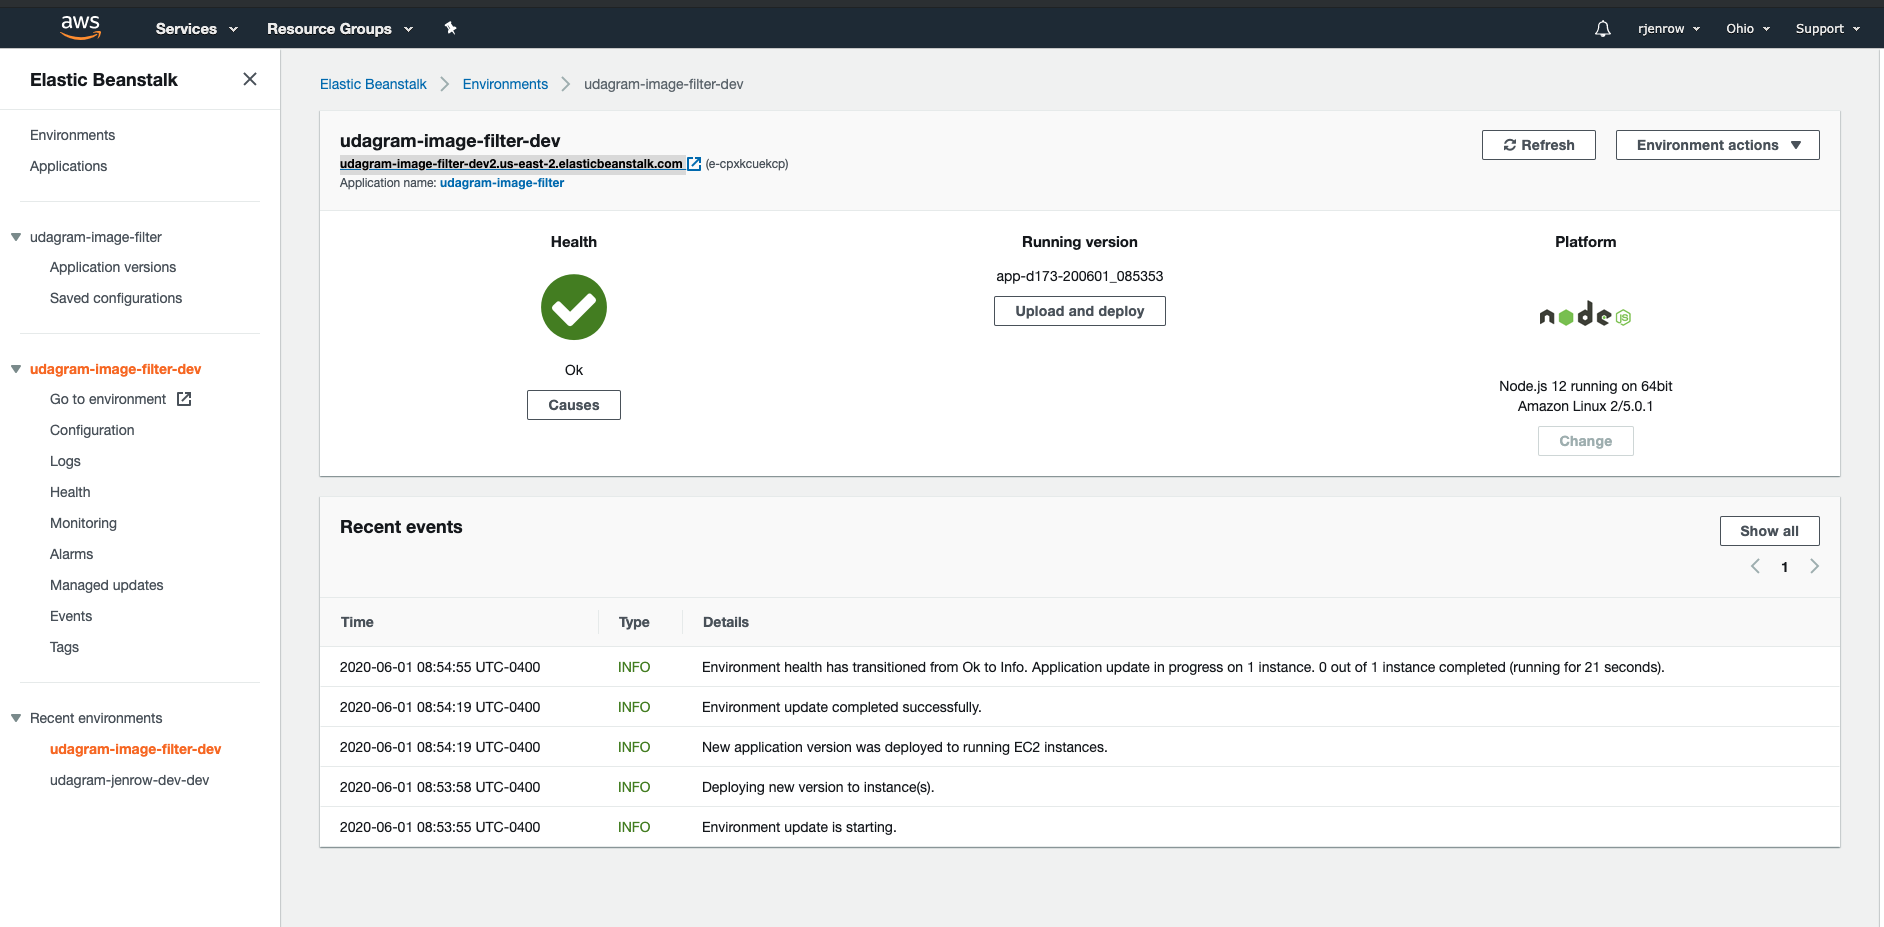 aws
Services
Resource Groups
rjenrow
Ohio
Support
Elastic Beanstalk
Environments
Applications
udagram-image-filter
Application versions
Saved configurations
udagram-image-filter-dev
Go to environment
Configuration
Logs
Health
Monitoring
Alarms
Managed updates
Events
Tags
Recent environments
udagram-image-filter-dev
udagram-jenrow-dev-dev
Elastic Beanstalk > Environments > udagram-image-filter-dev
udagram-image-filter-dev
udagram-image-filter-dev2.us-east-2.elasticbeanstalk.com (e-cpxkcuekcp)
Application name: udagram-image-filter
Refresh
Environment actions
Health
Ok
Causes
Running version
app-d173-200601_085353
Upload and deploy
Platform
node JS
Node.js 12 running on 64bit
Amazon Linux 2/5.0.1
Change
Recent events
Show all
1
Time Type Details
2020-06-01 08:54:55 UTC-0400 INFO Environment health has transitioned from Ok to Info. Application update in progress on 1 instance. 0 out of 1 instance completed (running for 21 seconds).
2020-06-01 08:54:19 UTC-0400 INFO Environment update completed successfully.
2020-06-01 08:54:19 UTC-0400 INFO New application version was deployed to running EC2 instances.
2020-06-01 08:53:58 UTC-0400 INFO Deploying new version to instance(s).
2020-06-01 08:53:55 UTC-0400 INFO Environment update is starting.